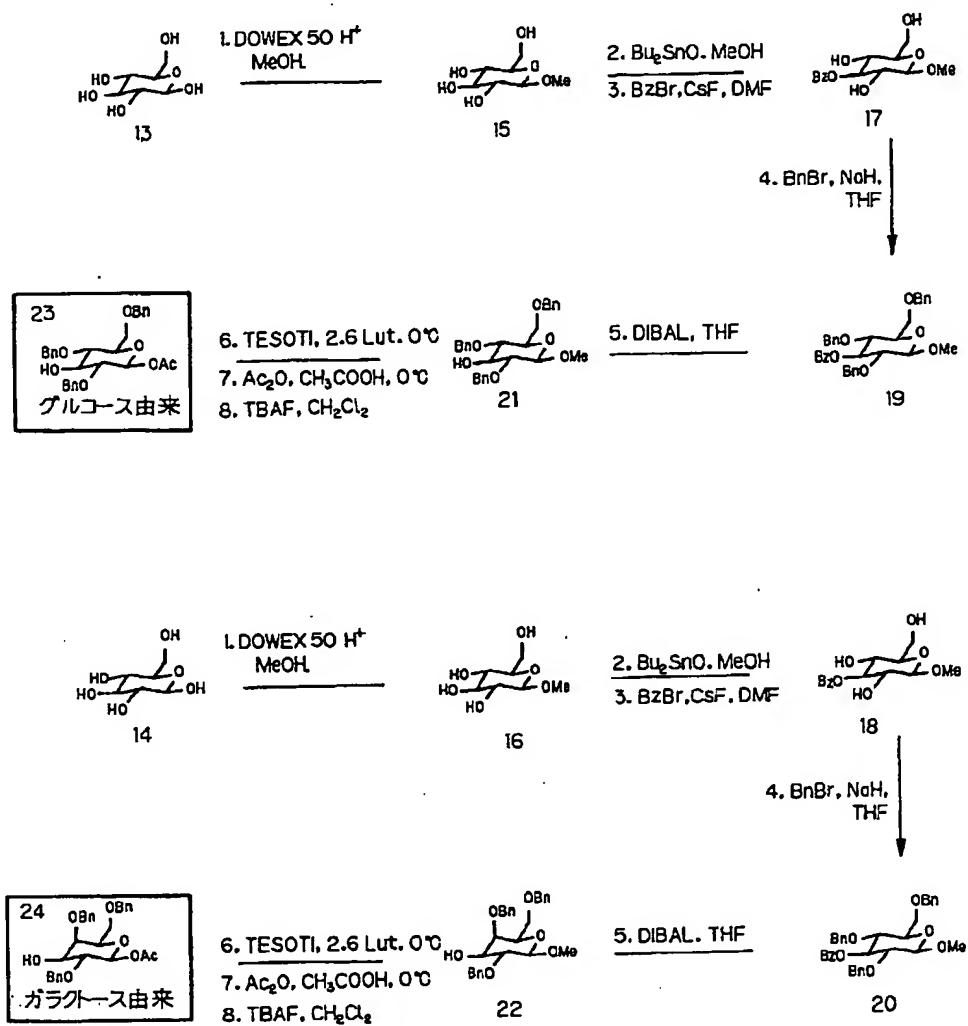 OH
HO
O
HO
OH
HO
13
1. DOWEX 50 H⁺
MeOH.
OH
HO
O
HO
OMe
HO
15
2. Bu₂SnO. MeOH
3. BzBr, CsF, DMF
OH
HO
O
BzO
OMe
HO
17
4. BnBr, NaH,
THF
23
OBn
BnO
O
HO
OAc
BnO
グルコース由来
6. TESOTI, 2.6 Lut. 0℃
7. Ac₂O, CH₃COOH, 0℃
8. TBAF, CH₂Cl₂
OBn
BnO
O
HO
OMe
BnO
21
5. DIBAL, THF
OBn
BnO
O
BzO
OMe
BnO
19
OH
HO
O
HO
OH
HO
14
1. DOWEX 50 H⁺
MeOH.
OH
HO
O
HO
OMe
HO
16
2. Bu₂SnO. MeOH
3. BzBr, CsF. DMF
OH
HO
O
BzO
OMe
HO
18
4. BnBr, NaH,
THF
24
OBn
OBn
O
HO
OAc
BnO
ガラクトース由来
6. TESOTI, 2.6 Lut. 0℃
7. Ac₂O, CH₃COOH, 0℃
8. TBAF, CH₂Cl₂
OBn
OBn
O
HO
OMe
BnO
22
5. DIBAL. THF
OBn
BnO
O
BzO
OMe
BnO
20